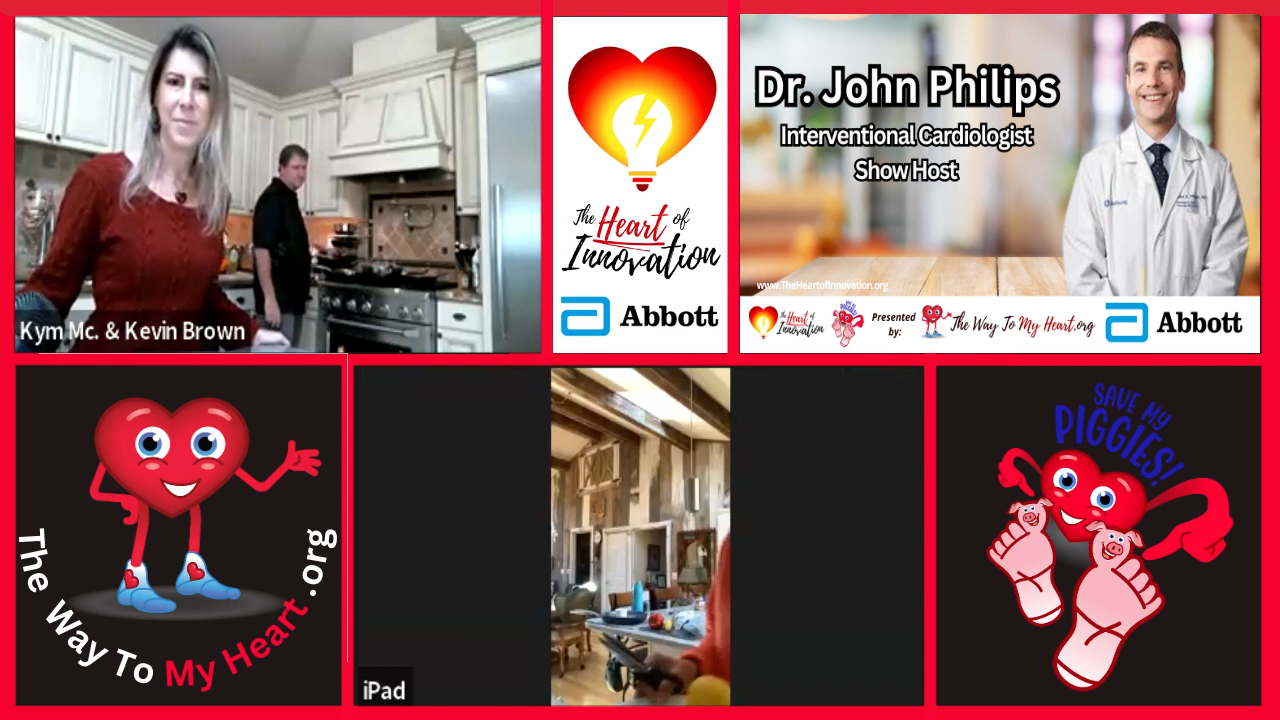 Kym Mc. & Kevin Brown
The Heart of
Innovation
Abbott
Dr. John Philips
Interventional Cardiologist
Show Host
www.TheHeartofInnovation.org
The Heart of
Innovation
Presented
by:
The Way To My Heart.org
Abbott
The Way To My Heart.org
iPad
SAVE MY
PIGGIES!